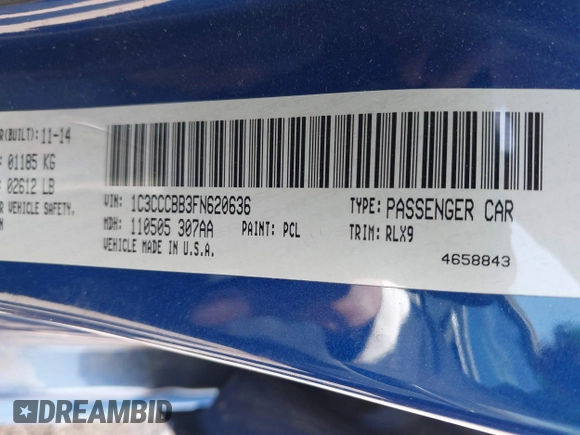 R(BUILT): 11-14
: 01185 KG
: 02612 LB
R VEHICLE SAFETY,
N
VIN: 1C3CCCBB3FN620636
MDH: 110505 307AA
PAINT: PCL
VEHICLE MADE IN U.S.A.
TYPE: PASSENGER CAR
TRIM: RLX9
4658843
DREAMBID